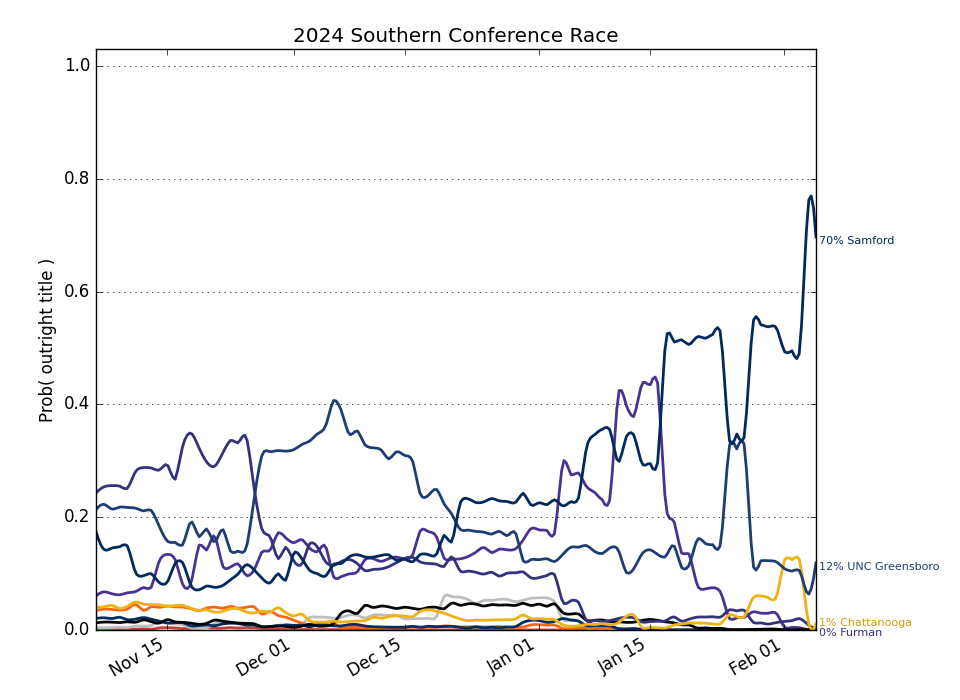 2024 Southern Conference Race
Prob( outright title )
1.0
0.8
0.6
0.4
0.2
0.0
70% Samford
12% UNC Greensboro
1% Chattanooga
0% Furman
Nov 15
Dec 01
Dec 15
Jan 01
Jan 15
Feb 01